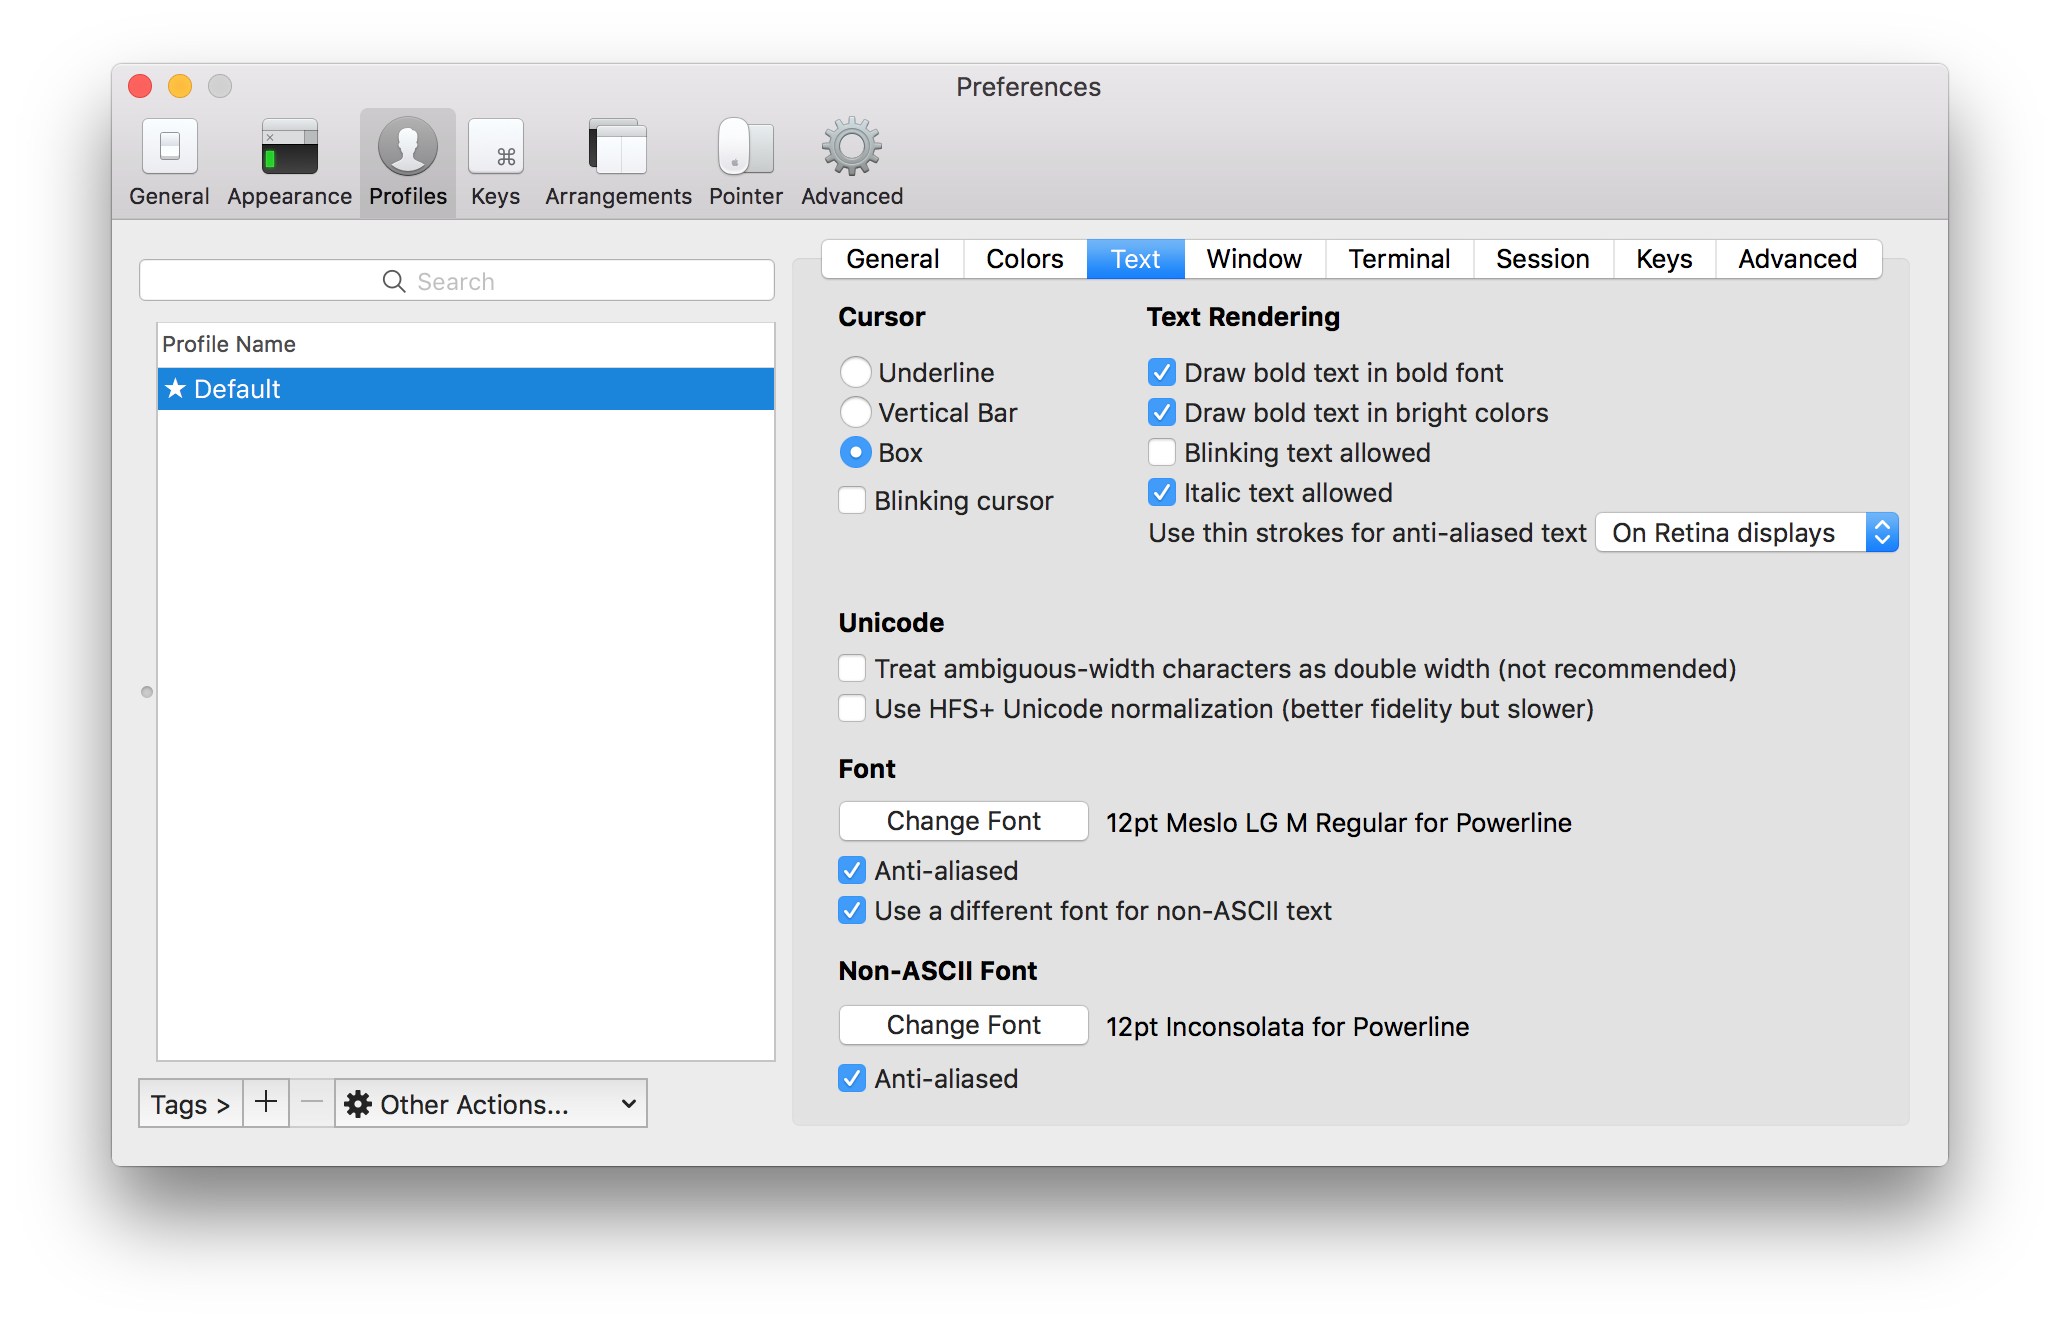 Preferences
General Appearance Profiles Keys Arrangements Pointer Advanced
General Colors Text Window Terminal Session Keys Advanced
Search
Profile Name
★ Default
Tags > + — Other Actions...
Cursor
Underline
Vertical Bar
Box
Blinking cursor
Text Rendering
Draw bold text in bold font
Draw bold text in bright colors
Blinking text allowed
Italic text allowed
Use thin strokes for anti-aliased text On Retina displays
Unicode
Treat ambiguous-width characters as double width (not recommended)
Use HFS+ Unicode normalization (better fidelity but slower)
Font
Change Font 12pt Meslo LG M Regular for Powerline
Anti-aliased
Use a different font for non-ASCII text
Non-ASCII Font
Change Font 12pt Inconsolata for Powerline
Anti-aliased